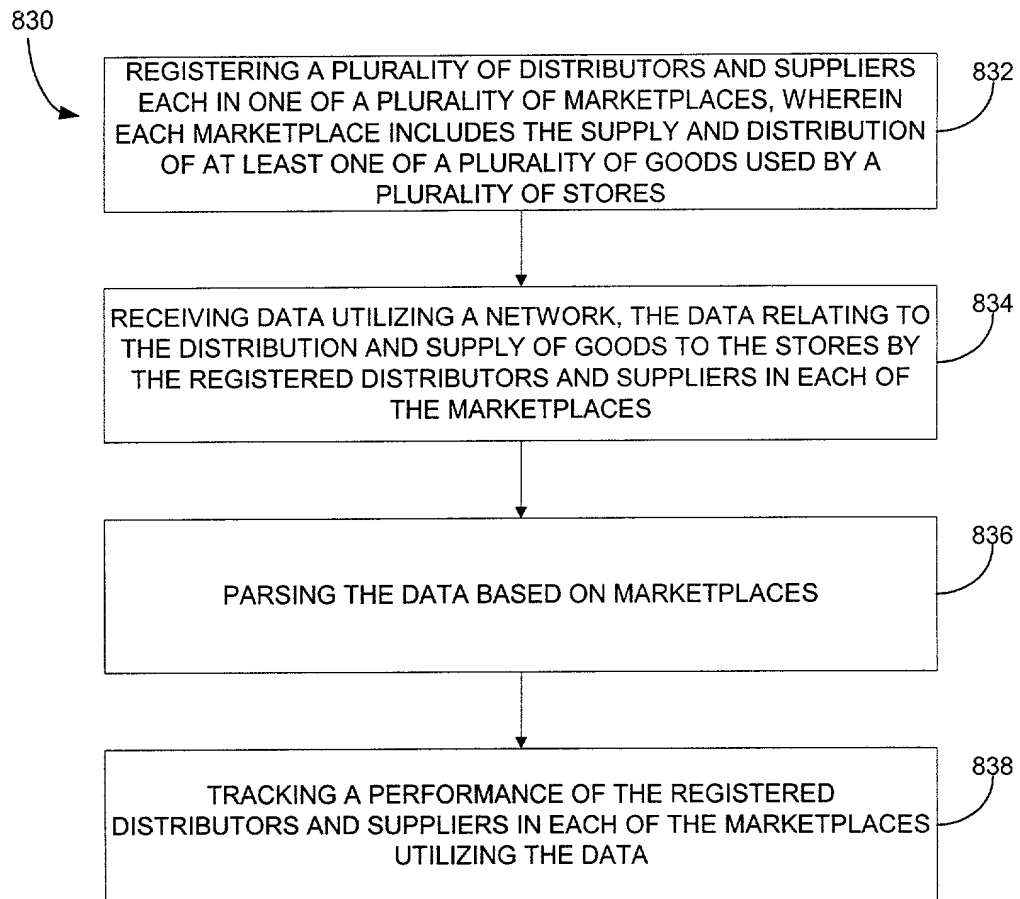 830
REGISTERING A PLURALITY OF DISTRIBUTORS AND SUPPLIERS
EACH IN ONE OF A PLURALITY OF MARKETPLACES, WHEREIN
EACH MARKETPLACE INCLUDES THE SUPPLY AND DISTRIBUTION
OF AT LEAST ONE OF A PLURALITY OF GOODS USED BY A
PLURALITY OF STORES
832
RECEIVING DATA UTILIZING A NETWORK, THE DATA RELATING TO
THE DISTRIBUTION AND SUPPLY OF GOODS TO THE STORES BY
THE REGISTERED DISTRIBUTORS AND SUPPLIERS IN EACH OF
THE MARKETPLACES
834
PARSING THE DATA BASED ON MARKETPLACES
836
TRACKING A PERFORMANCE OF THE REGISTERED
DISTRIBUTORS AND SUPPLIERS IN EACH OF THE MARKETPLACES
UTILIZING THE DATA
838